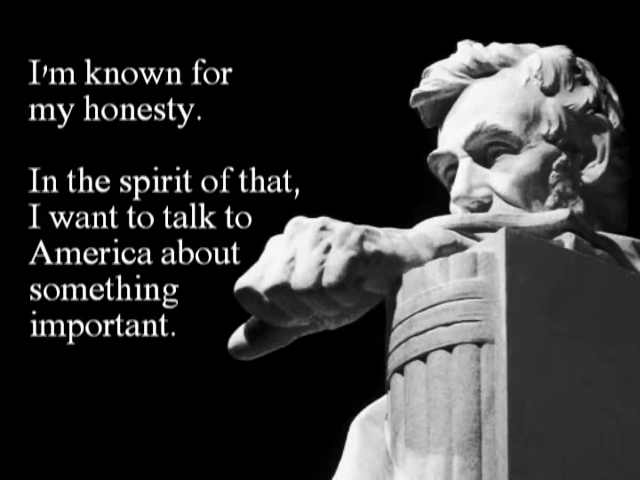 I'm known for
my honesty.
In the spirit of that,
I want to talk to
America about
something
important.